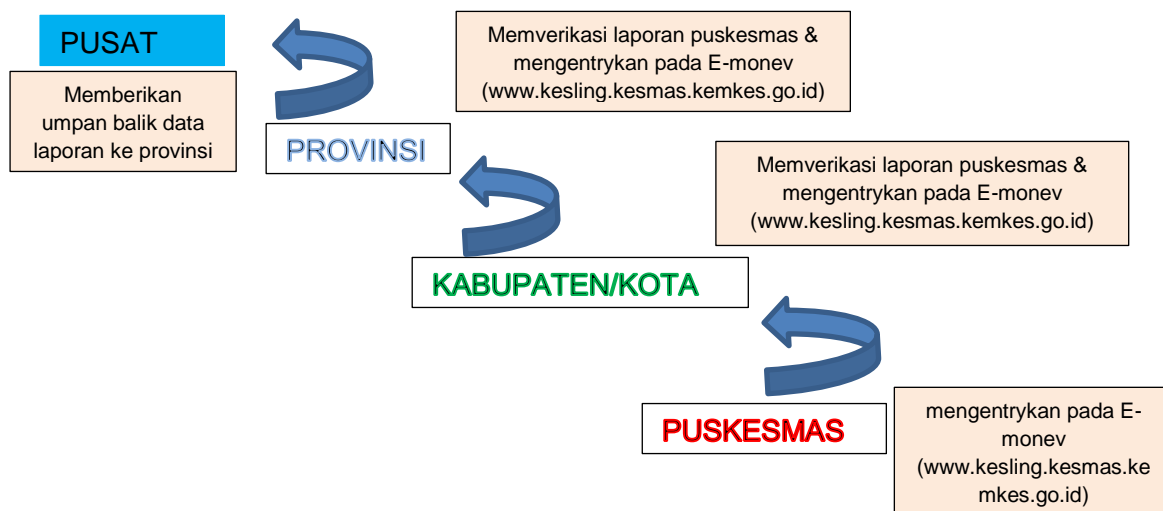 PUSAT
Memberikan
umpan balik data
laporan ke provinsi
Memverikasi laporan puskesmas &
mengentrykan pada E-monev
(www.kesling.kesmas.kemkes.go.id)
PROVINSI
Memverikasi laporan puskesmas &
mengentrykan pada E-monev
(www.kesling.kesmas.kemkes.go.id)
KABUPATEN/KOTA
PUSKESMAS
mengentrykan pada E-
monev
(www.kesling.kesmas.ke
mkes.go.id)